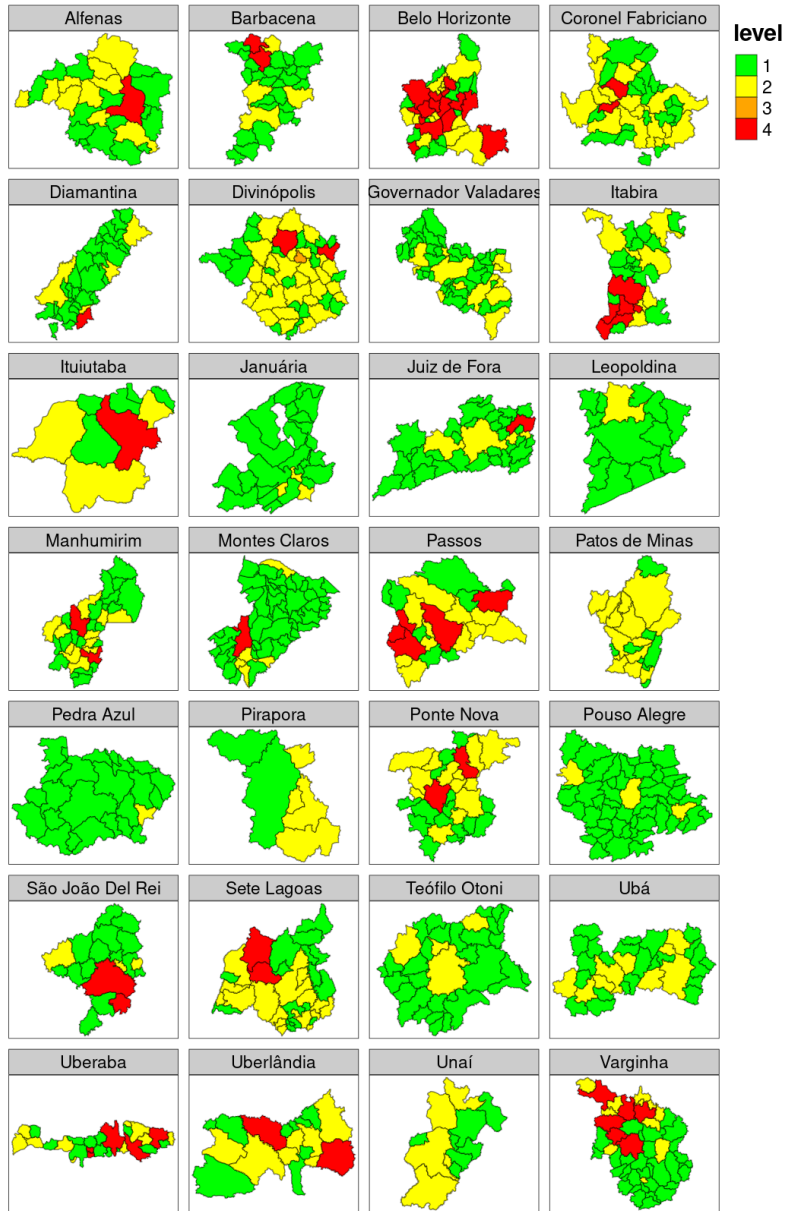 Alfenas
Barbacena
Belo Horizonte
Coronel Fabriciano
level
1
2
3
4
Diamantina
Divinópolis
Governador Valadares
Itabira
Ituiutaba
Januária
Juiz de Fora
Leopoldina
Manhumirim
Montes Claros
Passos
Patos de Minas
Pedra Azul
Pirapora
Ponte Nova
Pouso Alegre
São João Del Rei
Sete Lagoas
Teófilo Otoni
Ubá
Uberaba
Uberlândia
Unaí
Varginha